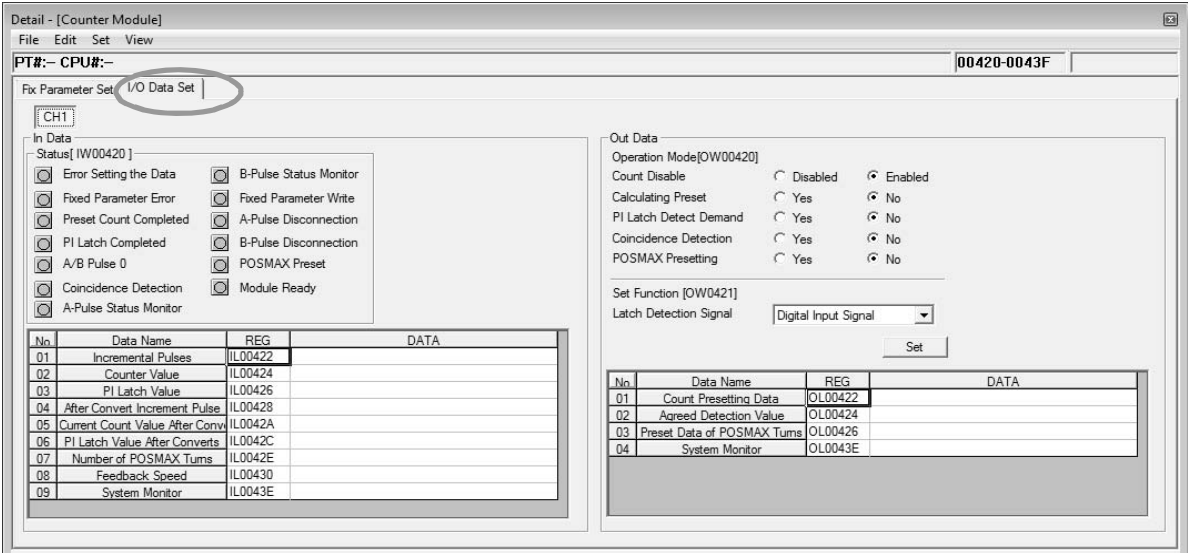 Detail - [Counter Module]
File Edit Set View
PT#:– CPU#:– 00420-0043F
Fix Parameter Set I/O Data Set
CH1
In Data
Status[ IW00420 ]
Error Setting the Data B-Pulse Status Monitor
Fixed Parameter Error Fixed Parameter Write
Preset Count Completed A-Pulse Disconnection
PI Latch Completed B-Pulse Disconnection
A/B Pulse 0 POSMAX Preset
Coincidence Detection Module Ready
A-Pulse Status Monitor
No. Data Name REG DATA
01 Incremental Pulses IL00422
02 Counter Value IL00424
03 PI Latch Value IL00426
04 After Convert Increment Pulse IL00428
05 Current Count Value After Conv IL0042A
06 PI Latch Value After Converts IL0042C
07 Number of POSMAX Turns IL0042E
08 Feedback Speed IL00430
09 System Monitor IL0043E
Out Data
Operation Mode[OW00420]
Count Disable Disabled Enabled
Calculating Preset Yes No
PI Latch Detect Demand Yes No
Coincidence Detection Yes No
POSMAX Presetting Yes No
Set Function [OW0421]
Latch Detection Signal Digital Input Signal
Set
No. Data Name REG DATA
01 Count Presetting Data OL00422
02 Agreed Detection Value OL00424
03 Preset Data of POSMAX Turns OL00426
04 System Monitor OL0043E